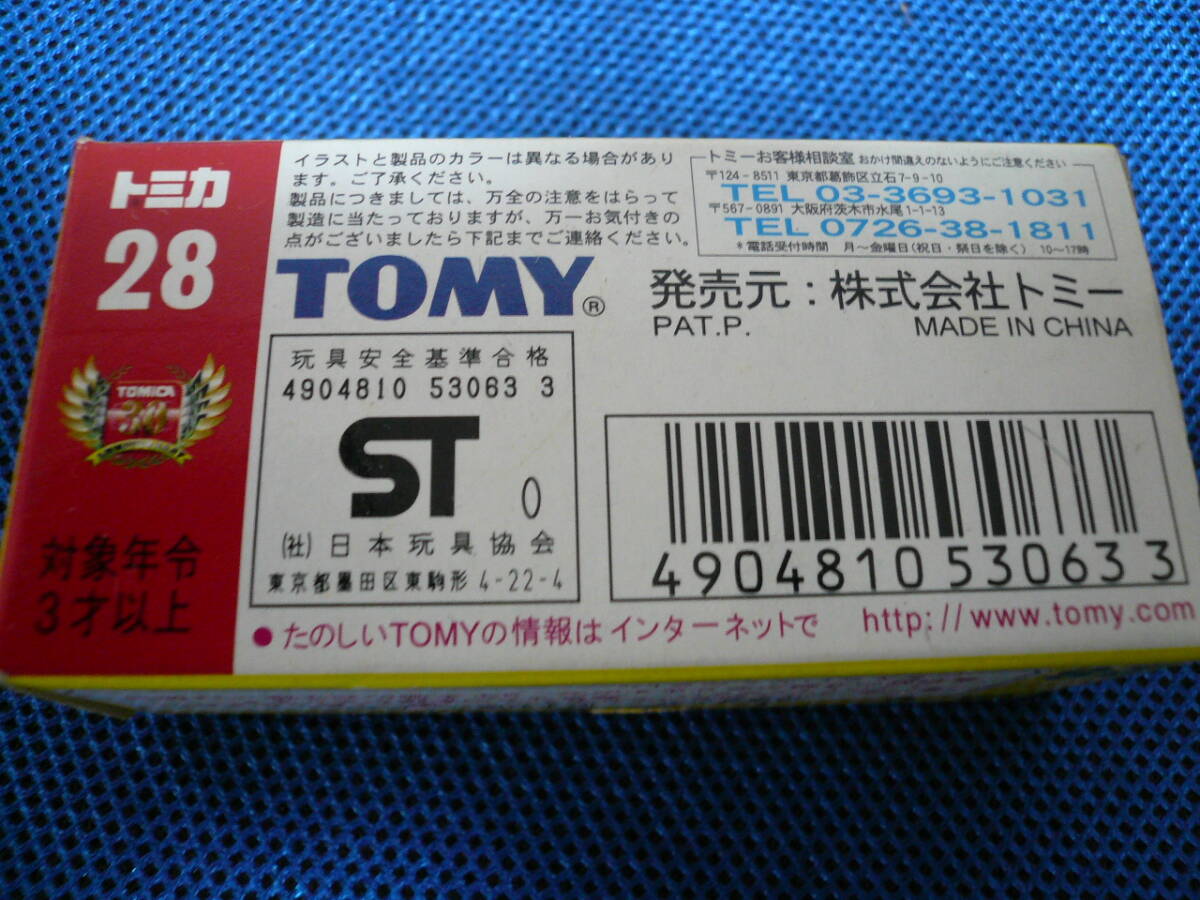 トミカ
28
TOMICA
30
対象年令
3才以上
イラストと製品のカラーは異なる場合があり
ます。ご了承ください。
製品につきましては、万全の注意をはらって
製造に当たっておりますが、万一お気付きの
点がございましたら下記までご連絡ください。
トミーお客様相談室 おかけ間違えのないようにご注意ください
〒124-8511 東京都葛飾区立石7-9-10
TEL 03-3693-1031
〒567-0891 大阪府茨木市水尾1-1-13
TEL 0726-38-1811
*電話受付時間 月〜金曜日(祝日・祭日を除く) 10〜17時
TOMY®
発売元:株式会社トミー
PAT.P. MADE IN CHINA
玩具安全基準合格
4904810 53063 3
ST 0
(社)日本玩具協会
東京都墨田区東駒形 4-22-4
4904810530633
●たのしいTOMYの情報はインターネットで http://www.tomy.com